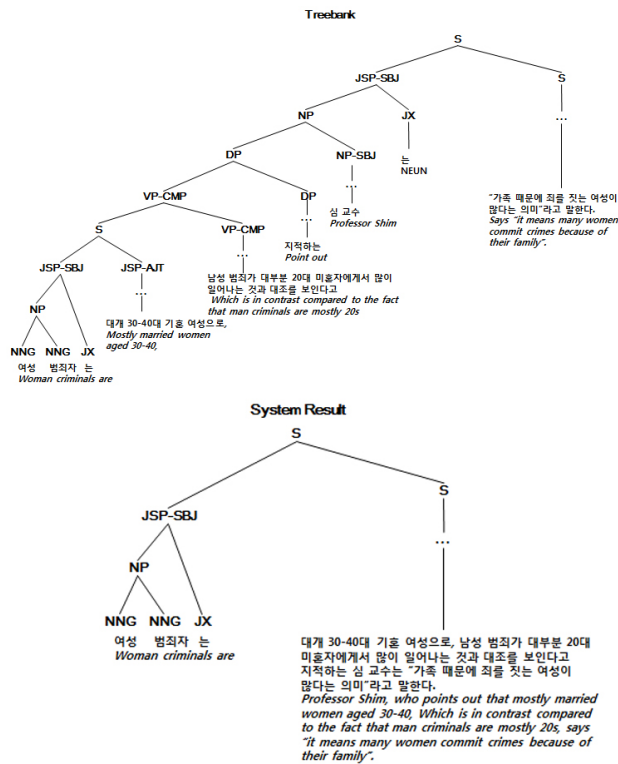 Treebank
S
JSP-SBJ
S
NP
JX
...
DP
NP-SBJ
는
NEUN
VP-CMP
DP
...
"가족 때문에 죄를 짓는 여성이
많다는 의미"라고 말한다.
Says "it means many women
commit crimes because of
their family".
S
VP-CMP
...
심 교수
Professor Shim
...
지적하는
Point out
JSP-SBJ
JSP-AJT
남성 범죄가 대부분 20대 미혼자에게서 많이
일어나는 것과 대조를 보인다고
Which is in contrast compared to the fact
that man criminals are mostly 20s
NP
...
대개 30-40대 기혼 여성으로,
Mostly married women
aged 30-40,
NNG NNG JX
여성 범죄자 는
Woman criminals are
System Result
S
S
JSP-SBJ
...
NP
NNG NNG JX
여성 범죄자 는
Woman criminals are
대개 30-40대 기혼 여성으로, 남성 범죄가 대부분 20대
미혼자에게서 많이 일어나는 것과 대조를 보인다고
지적하는 심 교수는 "가족 때문에 죄를 짓는 여성이
많다는 의미"라고 말한다.
Professor Shim, who points out that mostly married
women aged 30-40, Which is in contrast compared
to the fact that man criminals are mostly 20s, says
"it means many women commit crimes because of
their family".